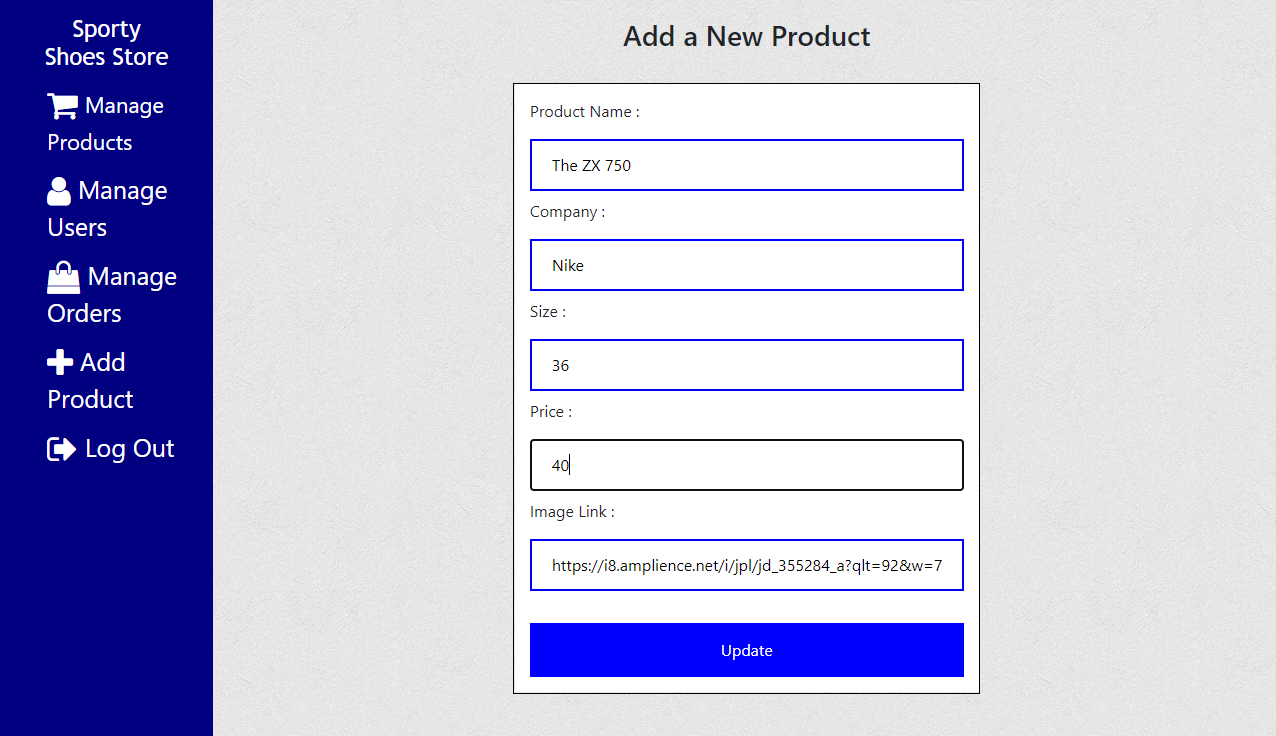 Sporty
Shoes Store
Manage
Products
Manage
Users
Manage
Orders
Add
Product
Log Out
Add a New Product
Product Name :
The ZX 750
Company :
Nike
Size :
36
Price :
40
Image Link :
https://i8.amplience.net/i/jpl/jd_355284_a?qlt=92&w=7
Update